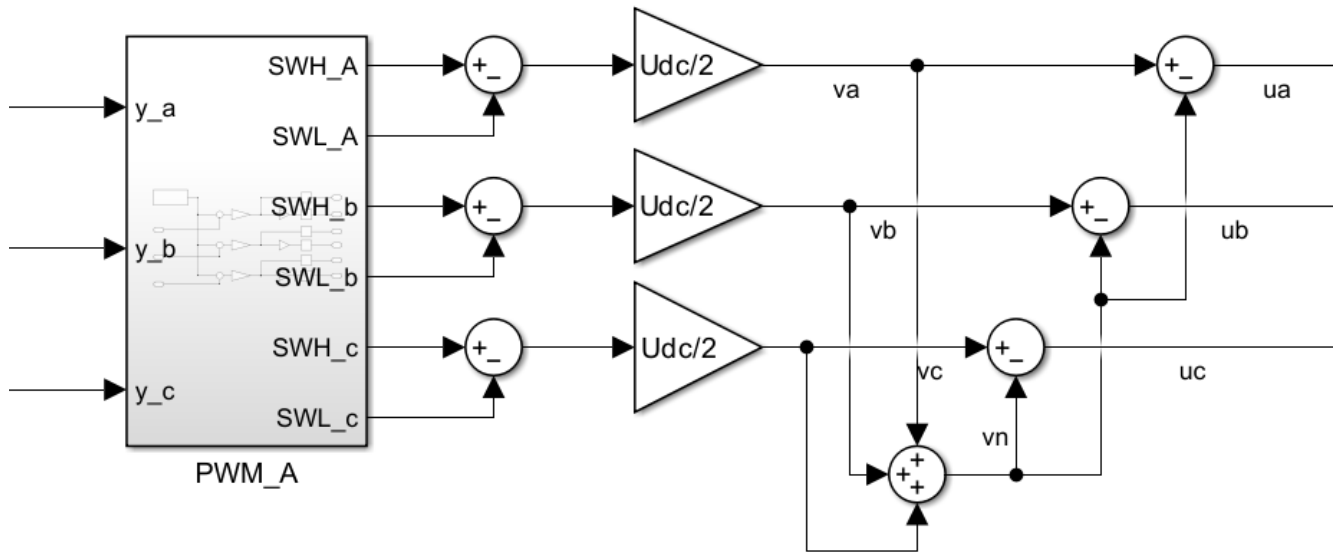 SWH_A
y_a
SWL_A
SWH_b
y_b
SWL_b
SWH_c
y_c
SWL_c
PWM_A
+
-
+
-
+
-
Udc/2
Udc/2
Udc/2
va
vb
vc
vn
+
-
+
-
+
-
+
+
+
ua
ub
uc